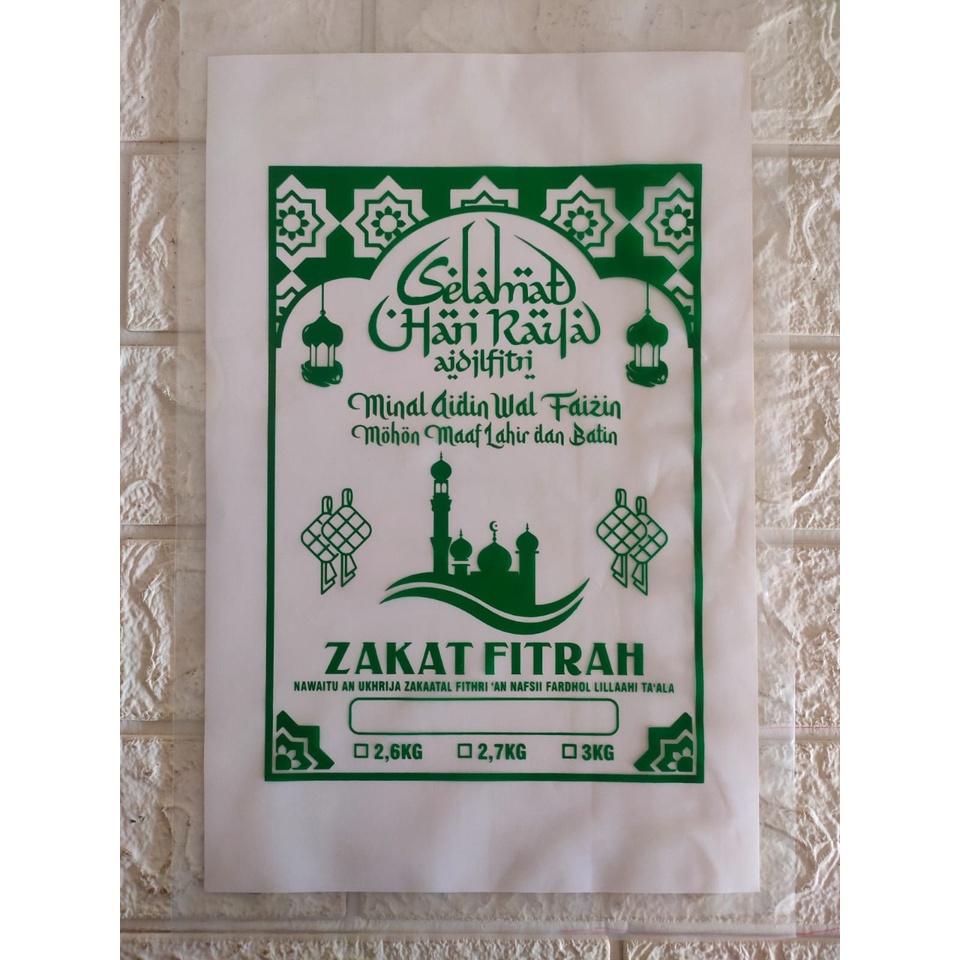 Selamat
Hari Raya
aidilfitri
Minal Aidin Wal Faizin
Mohon Maaf Lahir dan Batin
ZAKAT FITRAH
NAWAITU AN UKHRIJA ZAKAATAL FITHRI 'AN NAFSII FARDHOL LILLAAHI TA'ALA
2,6KG 2,7KG 3KG